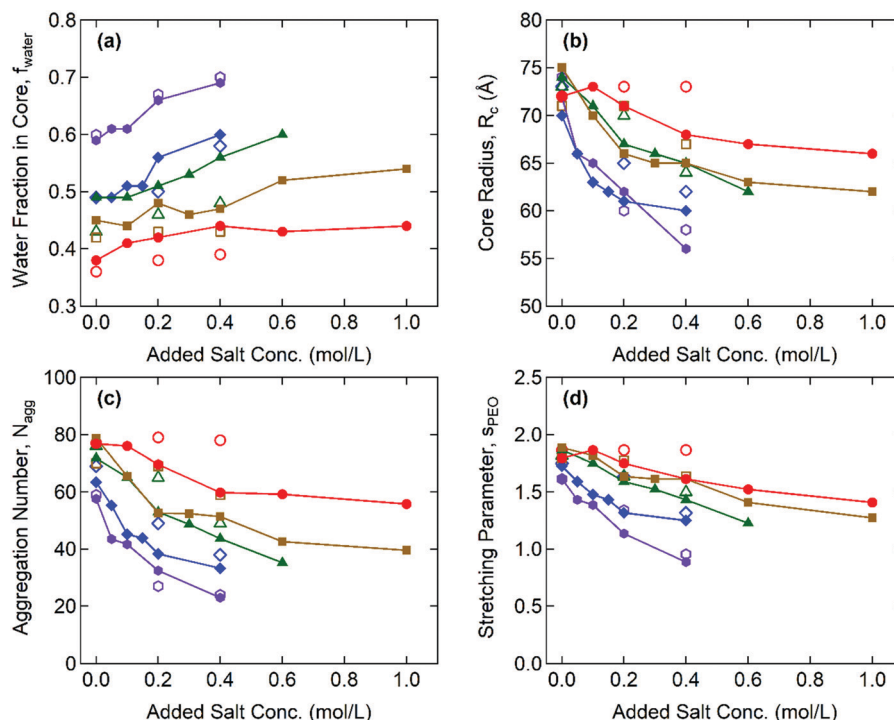 (a)
Water Fraction in Core, f_water
0.8
0.7
0.6
0.5
0.4
0.3
0.0 0.2 0.4 0.6 0.8 1.0
Added Salt Conc. (mol/L)
(b)
Core Radius, R_c (Å)
80
75
70
65
60
55
50
0.0 0.2 0.4 0.6 0.8 1.0
Added Salt Conc. (mol/L)
(c)
Aggregation Number, N_agg
100
80
60
40
20
0
0.0 0.2 0.4 0.6 0.8 1.0
Added Salt Conc. (mol/L)
(d)
Stretching Parameter, s_PEO
2.5
2.0
1.5
1.0
0.5
0.0
0.0 0.2 0.4 0.6 0.8 1.0
Added Salt Conc. (mol/L)